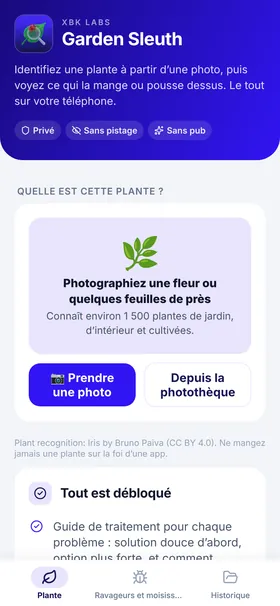 XBK LABS
Garden Sleuth
Identifiez une plante à partir d’une photo, puis
voyez ce qui la mange ou pousse dessus. Le tout
sur votre téléphone.
Privé
Sans pistage
Sans pub
QUELLE EST CETTE PLANTE ?
Photographiez une fleur ou
quelques feuilles de près
Connaît environ 1 500 plantes de jardin,
d’intérieur et cultivées.
Prendre
une photo
Depuis la
photothèque
Plant recognition: Iris by Bruno Paiva (CC BY 4.0). Ne mangez
jamais une plante sur la foi d’une app.
Tout est débloqué
Guide de traitement pour chaque
problème : solution douce d’abord,
option plus forte, et comment
Plante
Ravageurs et moisiss...
Historique